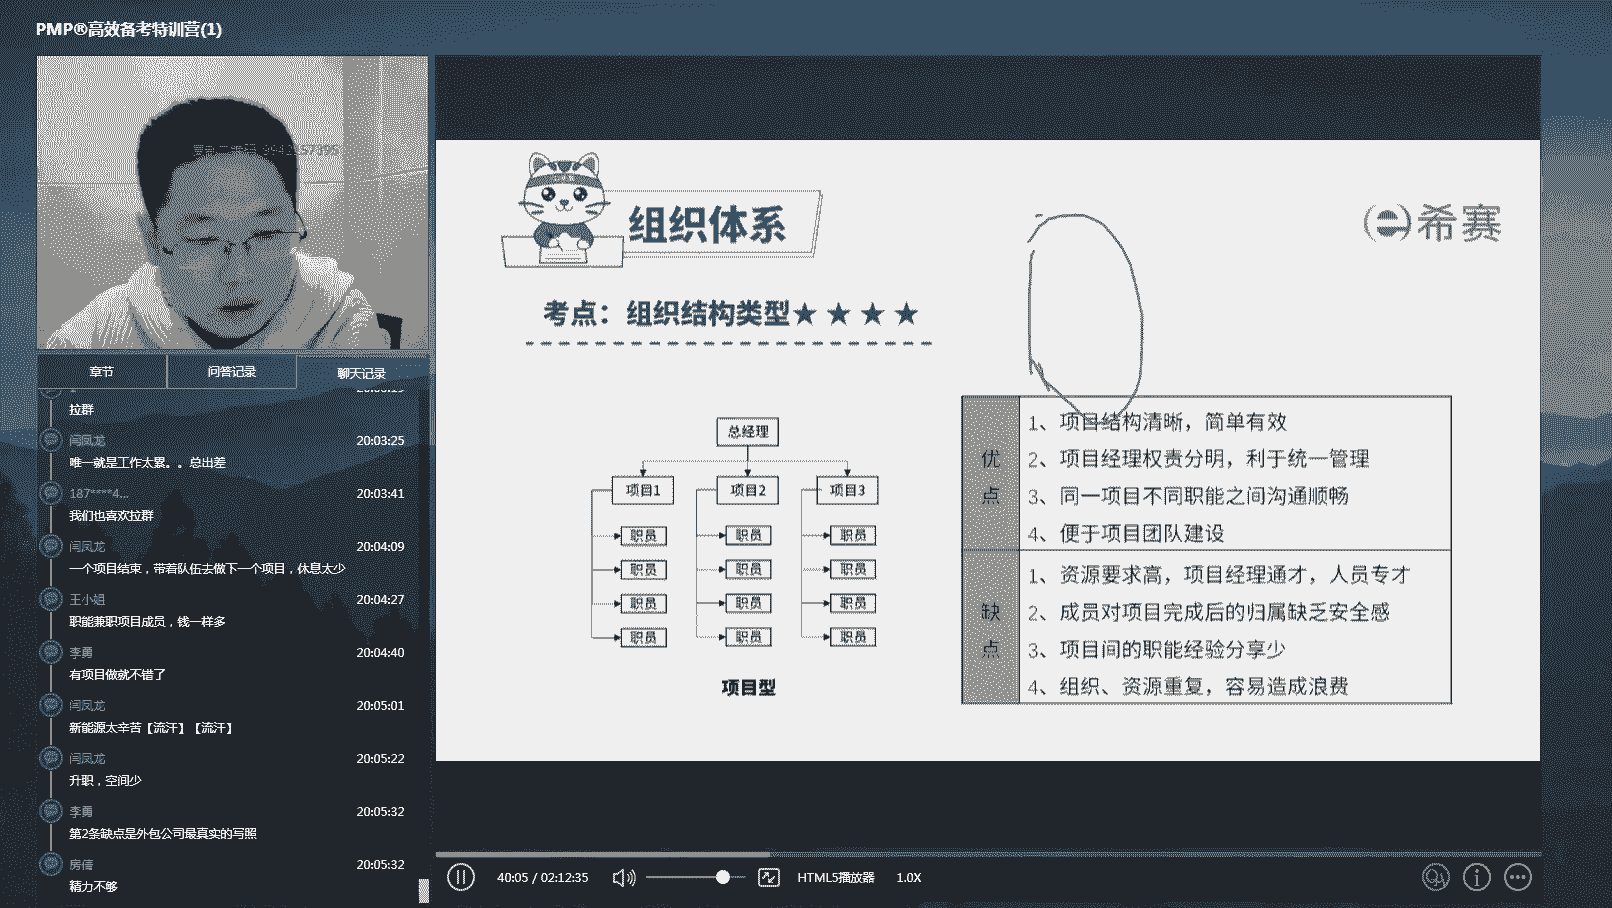 PMP®高效备考特训营(1)
章节
问答记录
聊天记录
拉群
闫凤龙
20:03:25
唯一就是工作太累。。总出差
187****4...
20:03:41
我们也喜欢拉群
闫凤龙
20:04:09
一个项目结束，带着队伍去做下一个项目，休息太少
王小姐
20:04:27
职能兼职项目成员，钱一样多
李勇
20:04:40
有项目做就不错了
闫凤龙
20:05:01
新能源太辛苦【流汗】【流汗】
闫凤龙
20:05:22
升职，空间少
李勇
20:05:32
第2条缺点是外包公司最真实的写照
房倩
20:05:32
精力不够
组织体系
希赛
考点：组织结构类型★ ★ ★ ★
总经理
项目1
项目2
项目3
职员
职员
职员
职员
职员
职员
职员
职员
职员
职员
职员
职员
项目型
优点
1、项目结构清晰，简单有效
2、项目经理权责分明，利于统一管理
3、同一项目不同职能之间沟通顺畅
4、便于项目团队建设
缺点
1、资源要求高，项目经理通才，人员专才
2、成员对项目完成后的归属缺乏安全感
3、项目间的职能经验分享少
4、组织、资源重复，容易造成浪费
40:05 / 02:12:35
HTML5播放器
1.0X